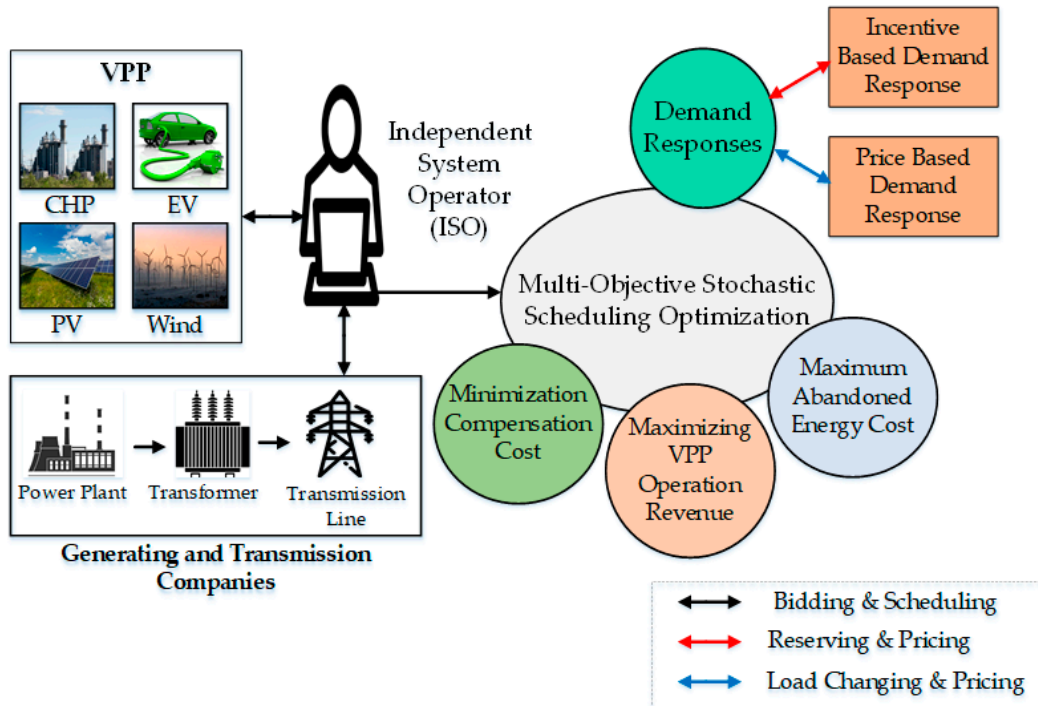 VPP
CHP
EV
PV
Wind
Independent
System
Operator
(ISO)
Power Plant
Transformer
Transmission
Line
Generating and Transmission
Companies
Demand
Responses
Incentive
Based Demand
Response
Price Based
Demand
Response
Multi-Objective Stochastic
Scheduling Optimization
Minimization
Compensation
Cost
Maximizing
VPP
Operation
Revenue
Maximum
Abandoned
Energy Cost
Bidding & Scheduling
Reserving & Pricing
Load Changing & Pricing